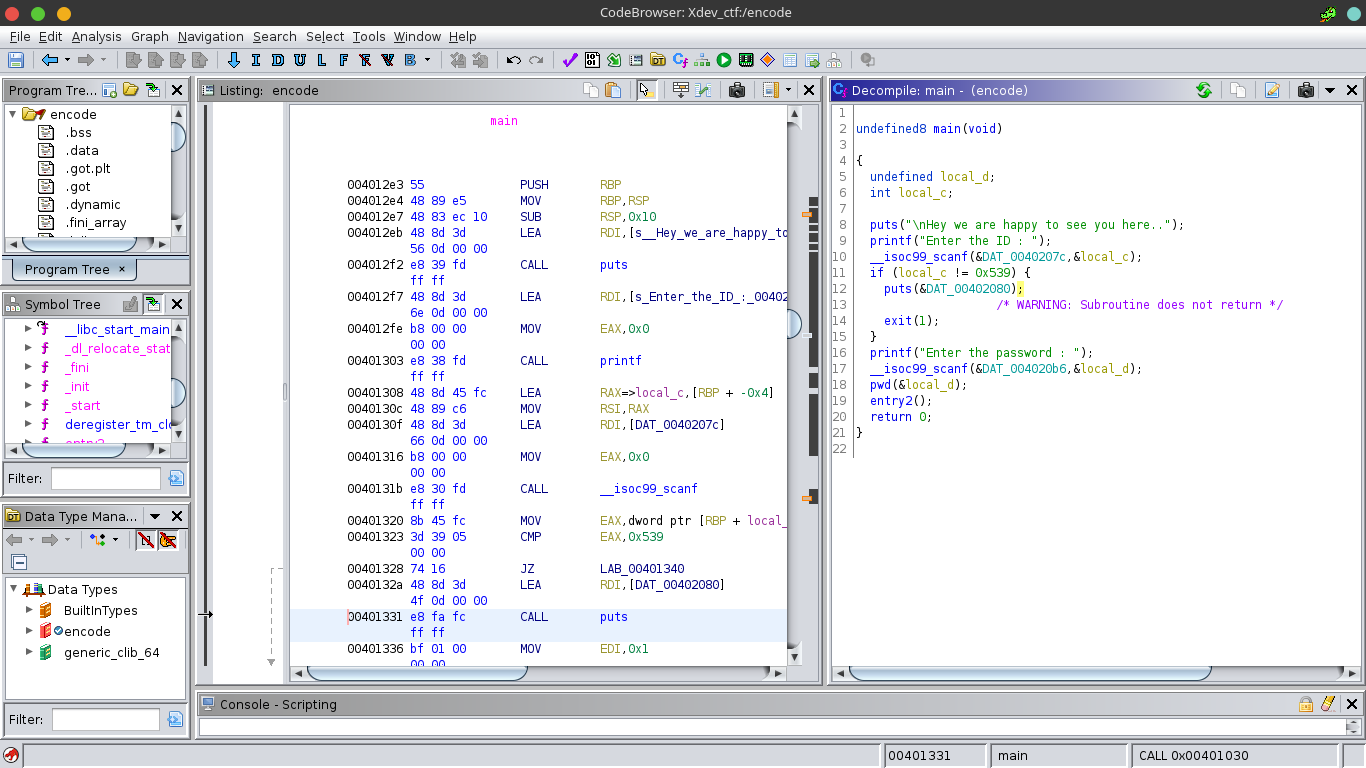 CodeBrowser: Xdev_ctf:/encode
File Edit Analysis Graph Navigation Search Select Tools Window Help
I D U L F R V B
Program Tree...
encode
.bss
.data
.got.plt
.got
.dynamic
.fini_array
Program Tree ×
Symbol Tree
__libc_start_main
_dl_relocate_stat
_fini
_init
_start
deregister_tm_clo
Filter:
Data Type Mana...
Data Types
BuiltInTypes
encode
generic_clib_64
Filter:
Listing: encode
main
004012e3 55 PUSH RBP
004012e4 48 89 e5 MOV RBP,RSP
004012e7 48 83 ec 10 SUB RSP,0x10
004012eb 48 8d 3d LEA RDI,[s__Hey_we_are_happy_to
56 0d 00 00
004012f2 e8 39 fd CALL puts
ff ff
004012f7 48 8d 3d LEA RDI,[s_Enter_the_ID_:_00402
6e 0d 00 00
004012fe b8 00 00 MOV EAX,0x0
00 00
00401303 e8 38 fd CALL printf
ff ff
00401308 48 8d 45 fc LEA RAX=>local_c,[RBP + -0x4]
0040130c 48 89 c6 MOV RSI,RAX
0040130f 48 8d 3d LEA RDI,[DAT_0040207c]
66 0d 00 00
00401316 b8 00 00 MOV EAX,0x0
00 00
0040131b e8 30 fd CALL __isoc99_scanf
ff ff
00401320 8b 45 fc MOV EAX,dword ptr [RBP + local_
00401323 3d 39 05 CMP EAX,0x539
00 00
00401328 74 16 JZ LAB_00401340
0040132a 48 8d 3d LEA RDI,[DAT_00402080]
4f 0d 00 00
00401331 e8 fa fc CALL puts
ff ff
00401336 bf 01 00 MOV EDI,0x1
00 00
Decompile: main - (encode)
1
2 undefined8 main(void)
3
4 {
5 undefined local_d;
6 int local_c;
7
8 puts("\nHey we are happy to see you here..");
9 printf("Enter the ID : ");
10 __isoc99_scanf(&DAT_0040207c,&local_c);
11 if (local_c != 0x539) {
12 puts(&DAT_00402080);
13 /* WARNING: Subroutine does not return */
14 exit(1);
15 }
16 printf("Enter the password : ");
17 __isoc99_scanf(&DAT_004020b6,&local_d);
18 pwd(&local_d);
19 entry2();
20 return 0;
21 }
22
Console - Scripting
00401331 main CALL 0x00401030